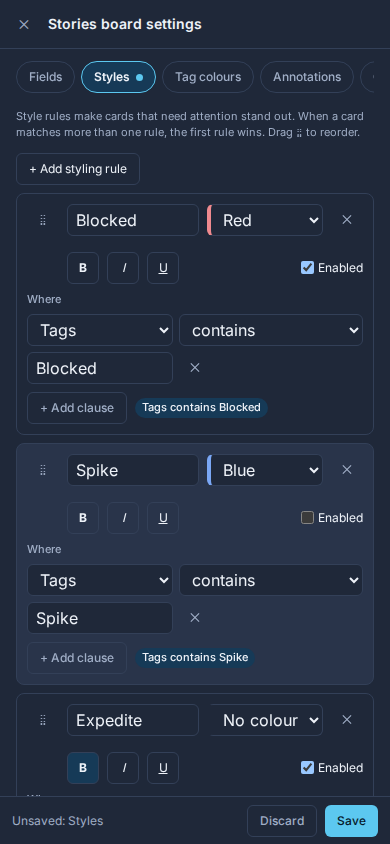 Stories board settings
Fields
Styles
Tag colours
Annotations
Style rules make cards that need attention stand out. When a card
matches more than one rule, the first rule wins. Drag ⠿ to reorder.
+ Add styling rule
Blocked
Red
B
I
U
Enabled
Where
Tags
contains
Blocked
+ Add clause
Tags contains Blocked
Spike
Blue
B
I
U
Enabled
Where
Tags
contains
Spike
+ Add clause
Tags contains Spike
Expedite
No colour
B
I
U
Enabled
Unsaved: Styles
Discard
Save